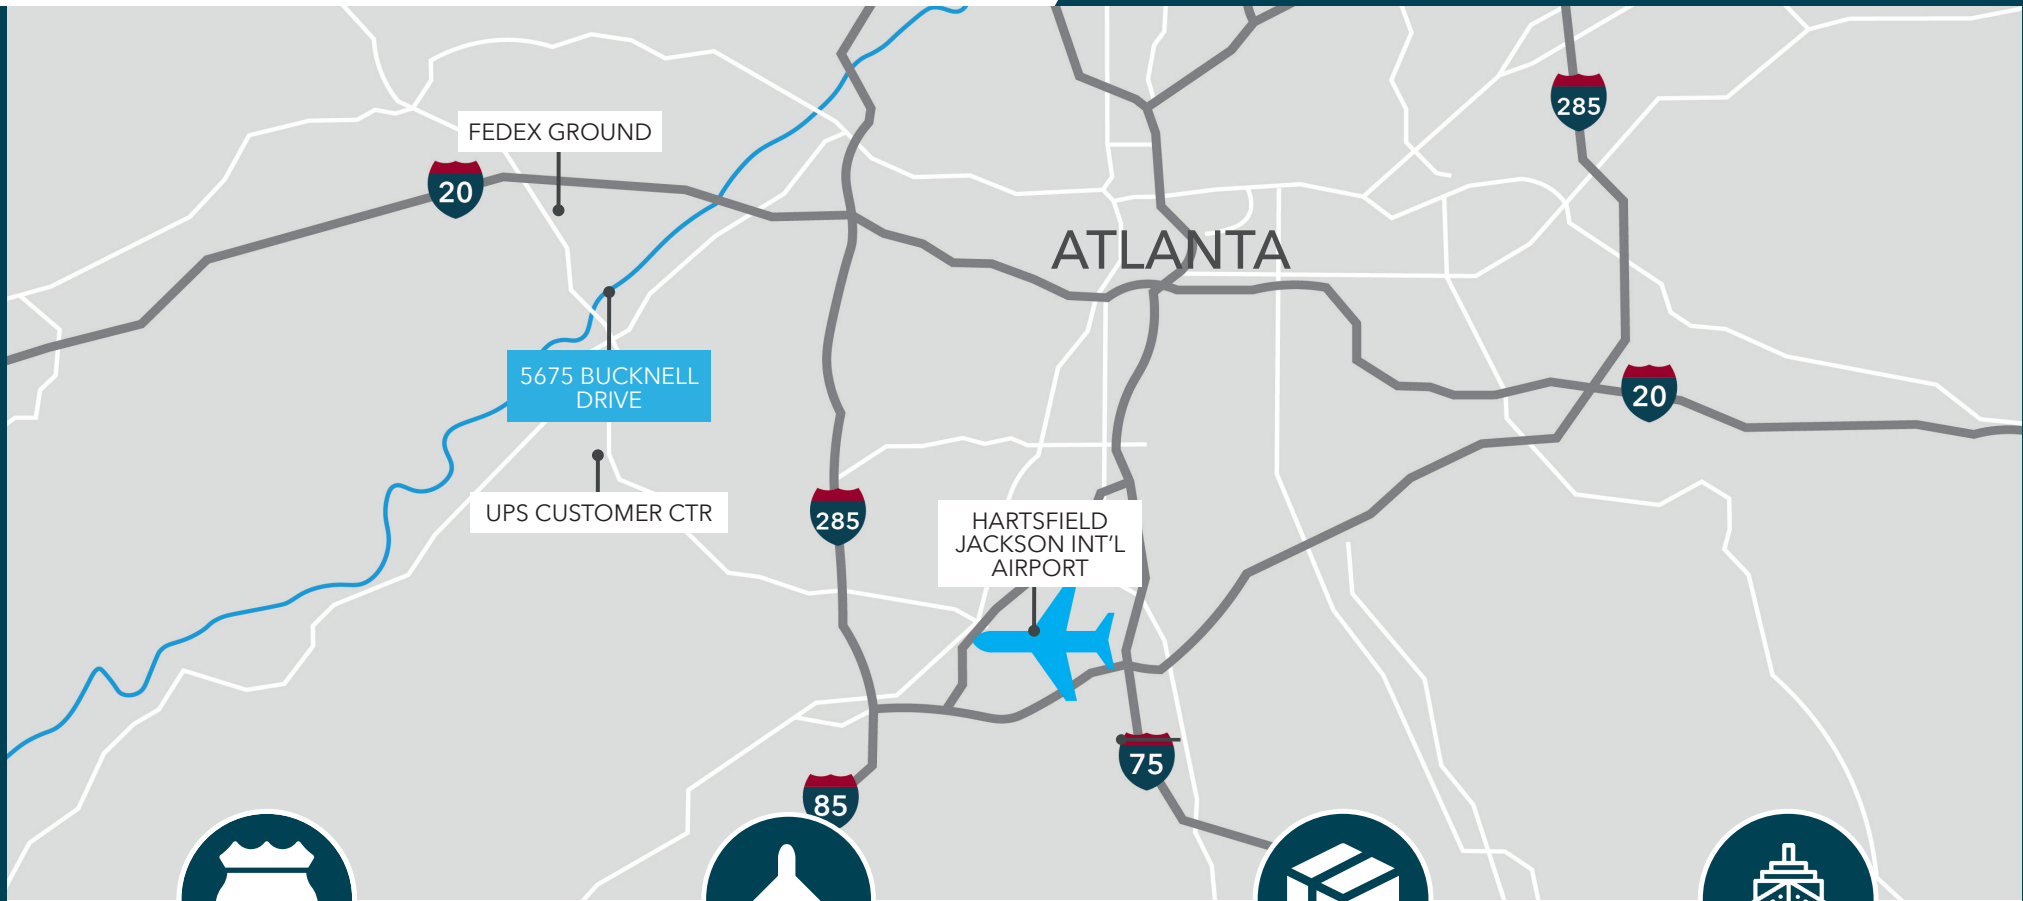 285
FEDEX GROUND
20
ATLANTA
5675 BUCKNELL
DRIVE
20
UPS CUSTOMER CTR
285
HARTSFIELD
JACKSON INT'L
AIRPORT
75
85